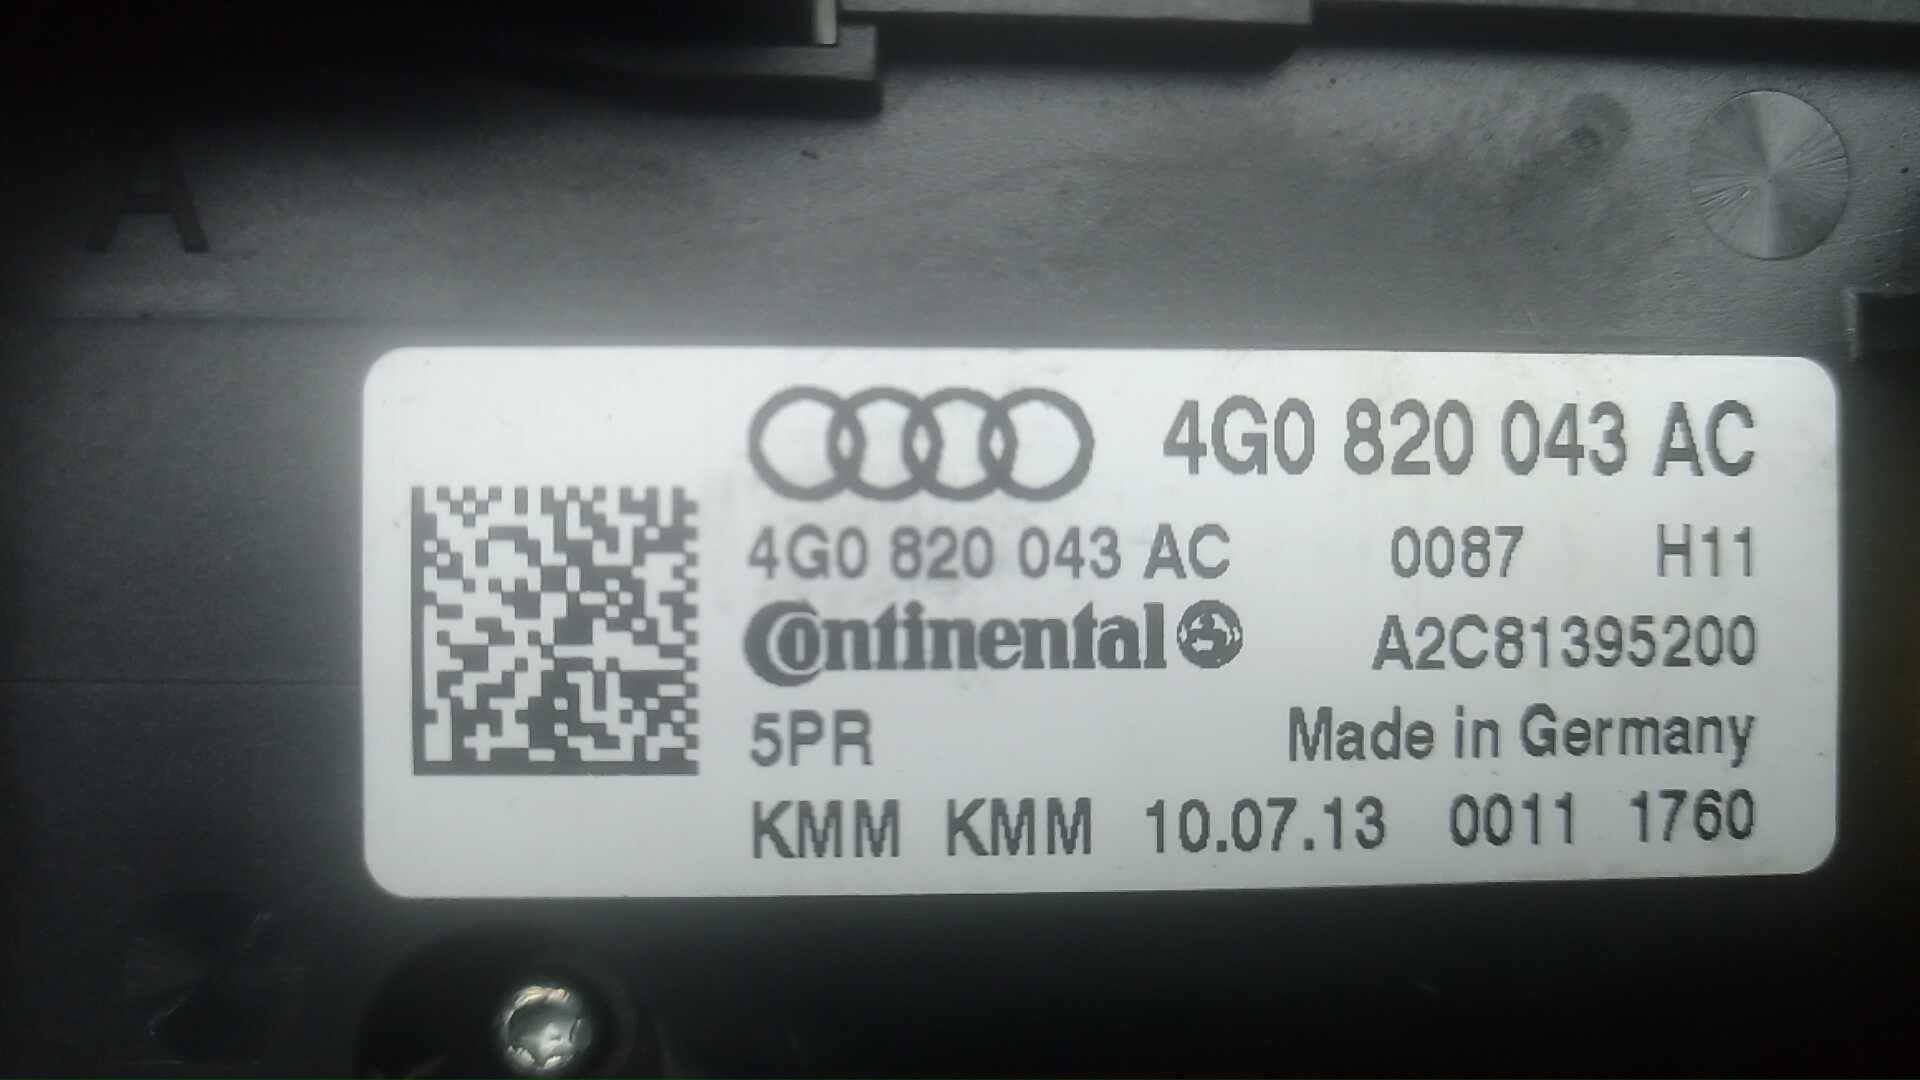 A
4G0 820 043 AC
4G0 820 043 AC 0087 H11
Continental A2C81395200
5PR Made in Germany
KMM KMM 10.07.13 0011 1760